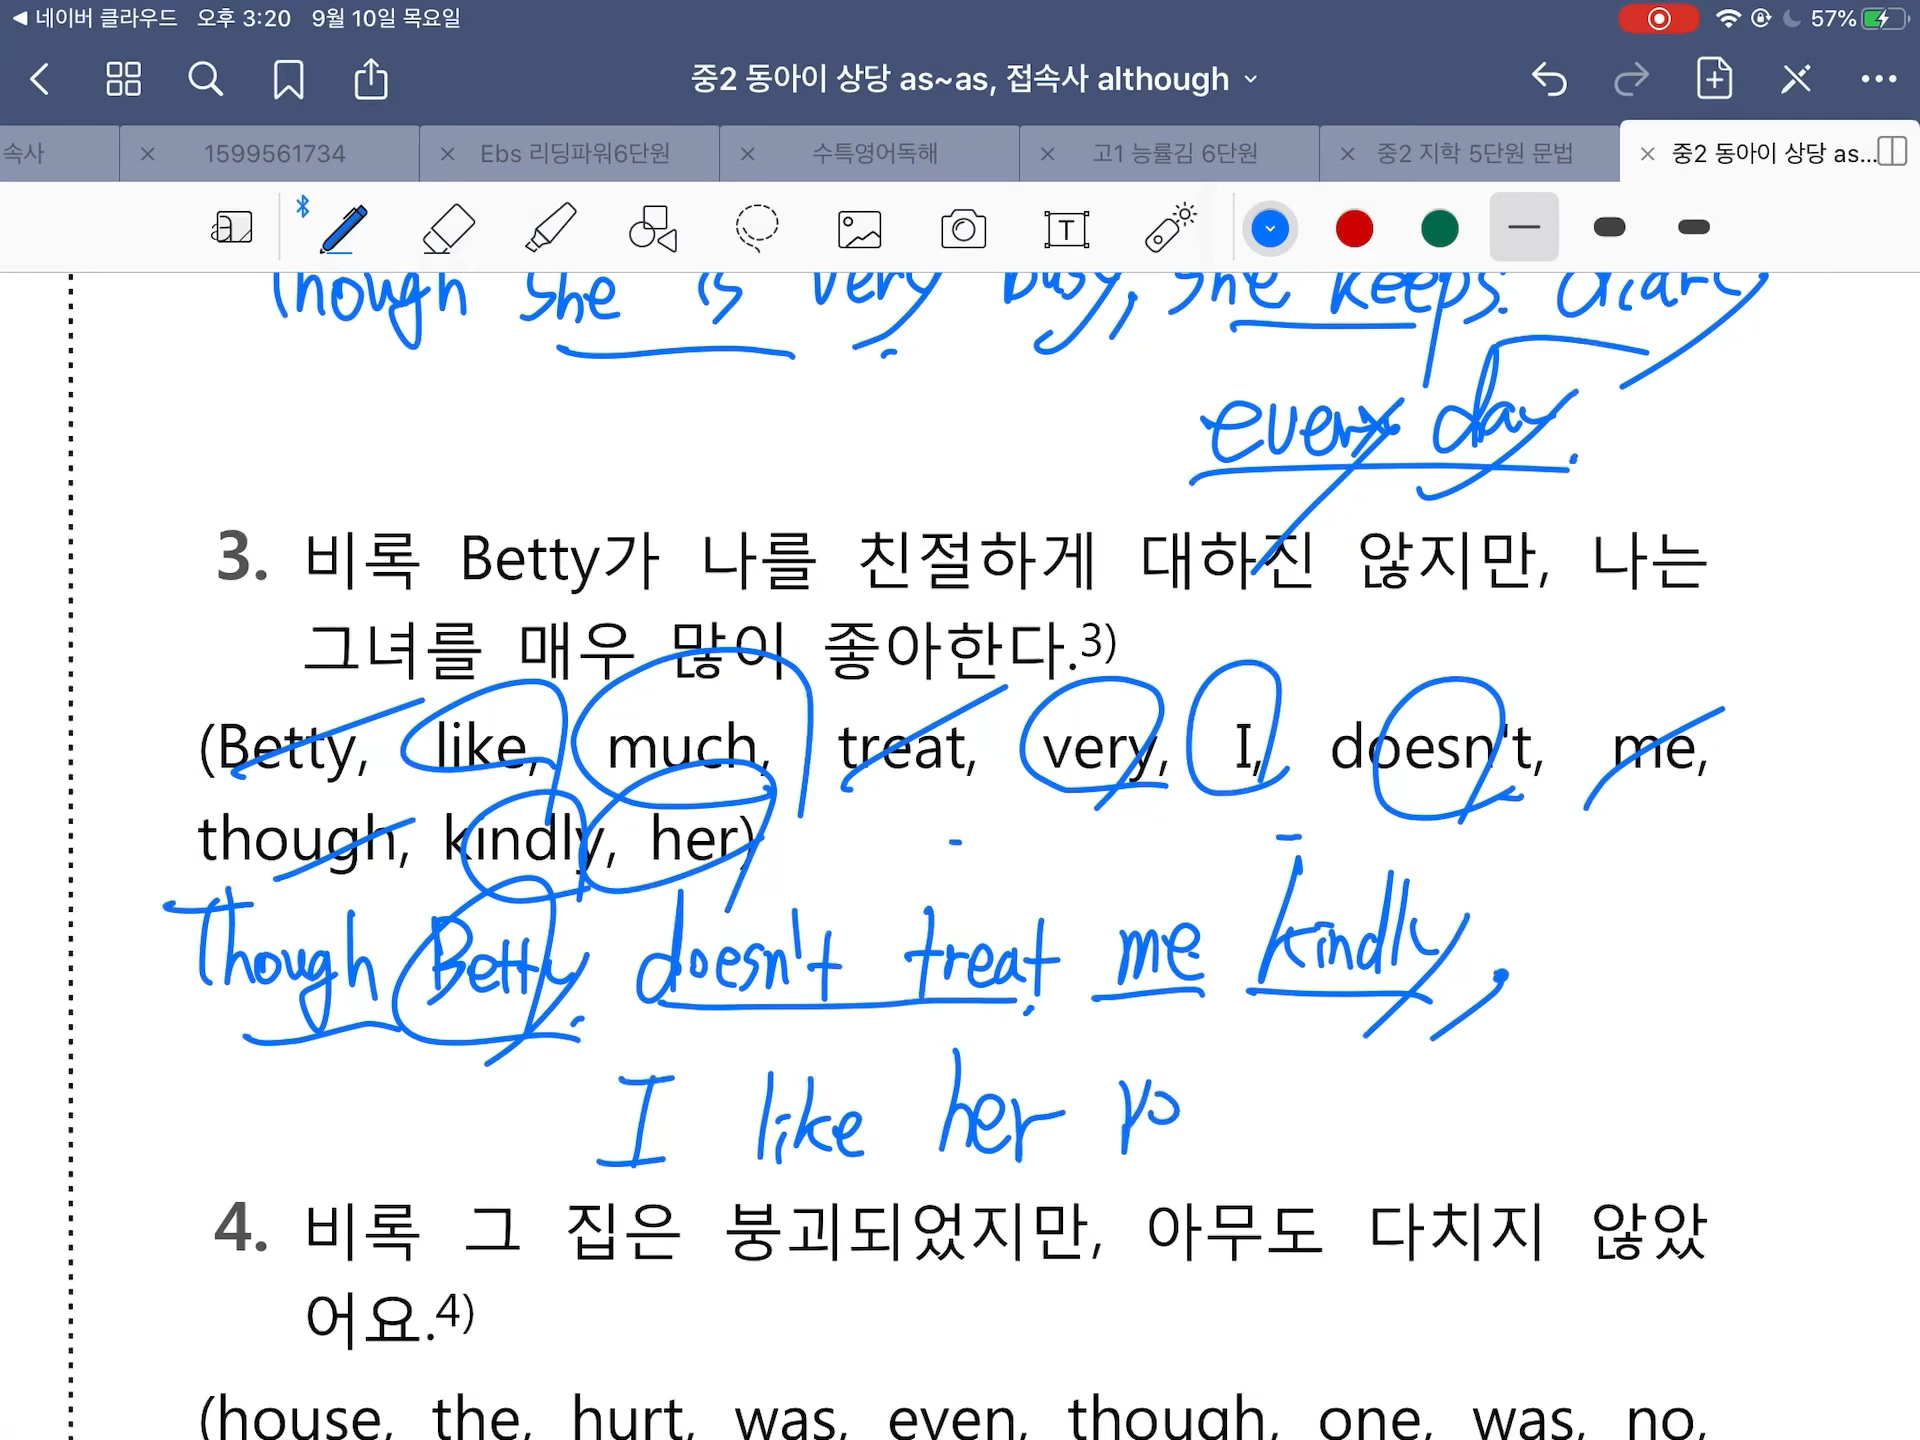 네이버 클라우드 오후 3:20 9월 10일 목요일 57%
중2 동아이 상당 as~as, 접속사 although
속사 1599561734 Ebs 리딩파워6단원 수특영어독해 고1 능률김 6단원 중2 지학 5단원 문법 중2 동아이 상당 as...
T
Though she is very busy, she keeps diary
every day.
3. 비록 Betty가 나를 친절하게 대하진 않지만, 나는
그녀를 매우 많이 좋아한다.3)
(Betty, like, much, treat, very, I, doesn't, me,
though, kindly, her)
Though Betty doesn't treat me kindly,
I like her
4. 비록 그 집은 붕괴되었지만, 아무도 다치지 않았
어요.4)
(house, the, hurt, was, even, though, one, was, no,